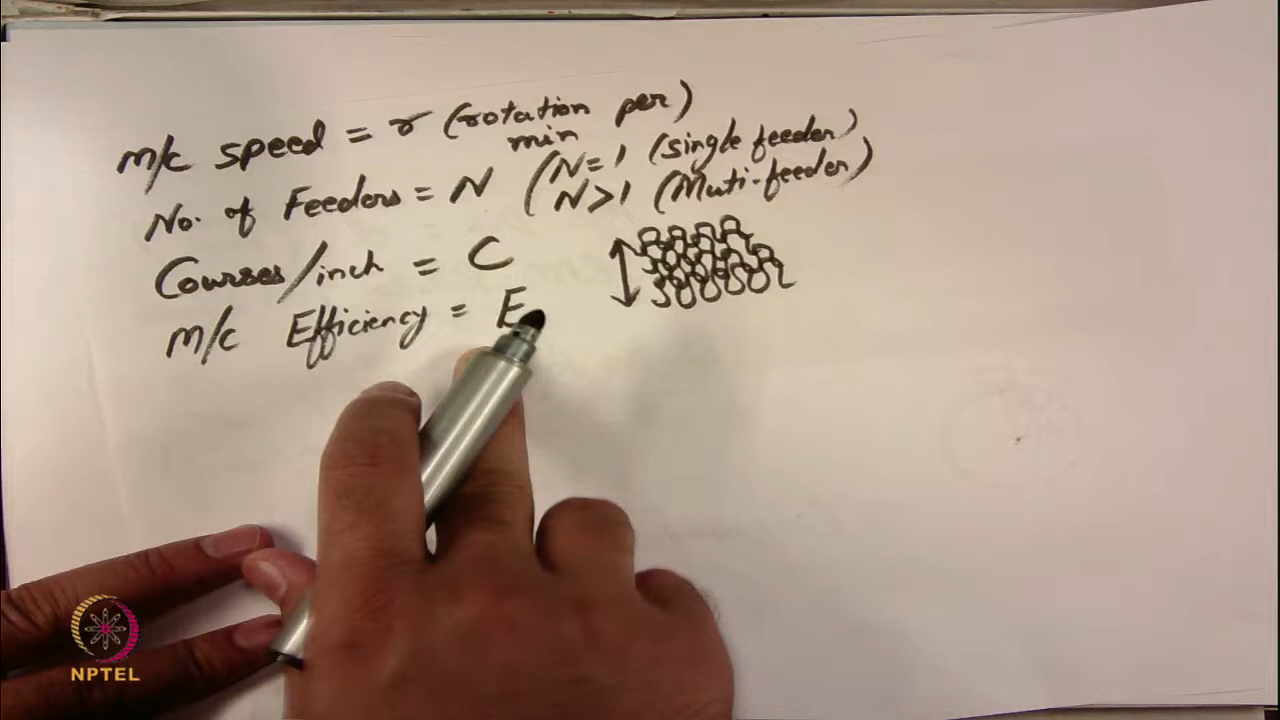 m/c speed = r (rotation per min)
No. of Feeders = N (N=1 (single feeder)
N>1 (Muti-feeder)
Courses/inch = C
m/c Efficiency = E
NPTEL